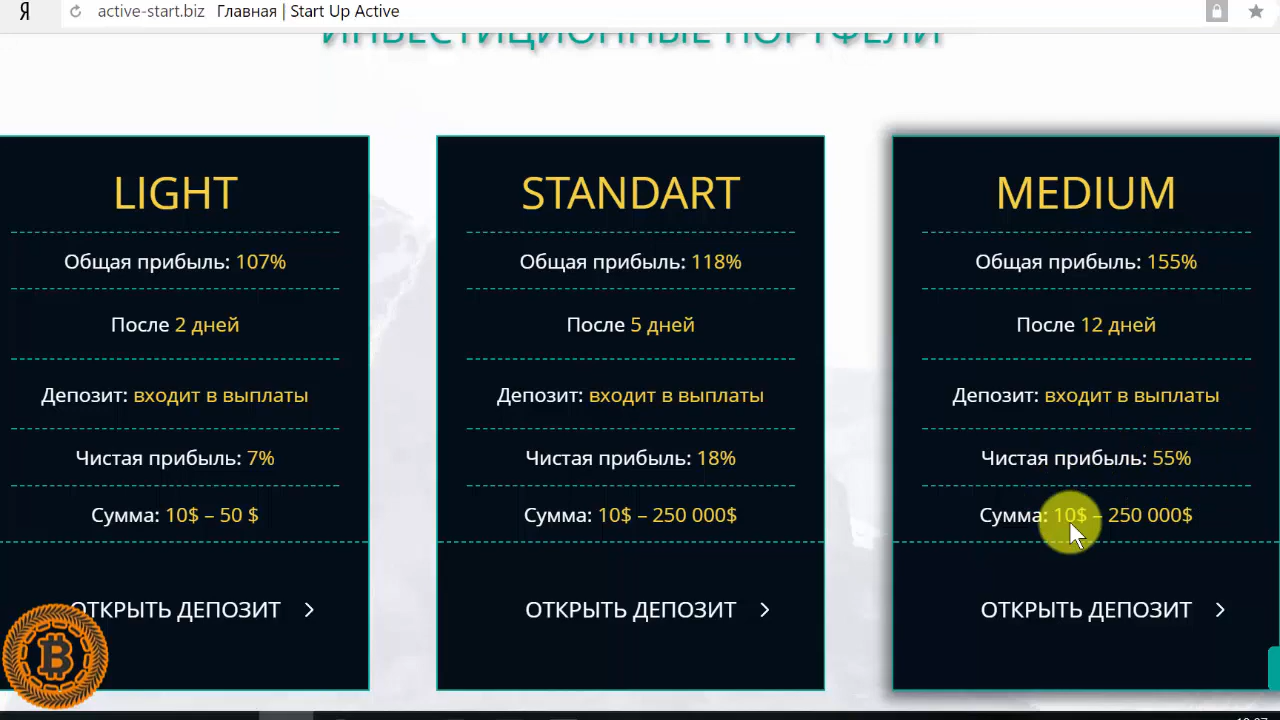 Я active-start.biz Главная | Start Up Active
ИНВЕСТИЦИОННЫЕ ПОРТФЕЛИ
LIGHT
Общая прибыль: 107%
После 2 дней
Депозит: входит в выплаты
Чистая прибыль: 7%
Сумма: 10$ – 50 $
ОТКРЫТЬ ДЕПОЗИТ
STANDART
Общая прибыль: 118%
После 5 дней
Депозит: входит в выплаты
Чистая прибыль: 18%
Сумма: 10$ – 250 000$
ОТКРЫТЬ ДЕПОЗИТ
MEDIUM
Общая прибыль: 155%
После 12 дней
Депозит: входит в выплаты
Чистая прибыль: 55%
Сумма: 10$ – 250 000$
ОТКРЫТЬ ДЕПОЗИТ